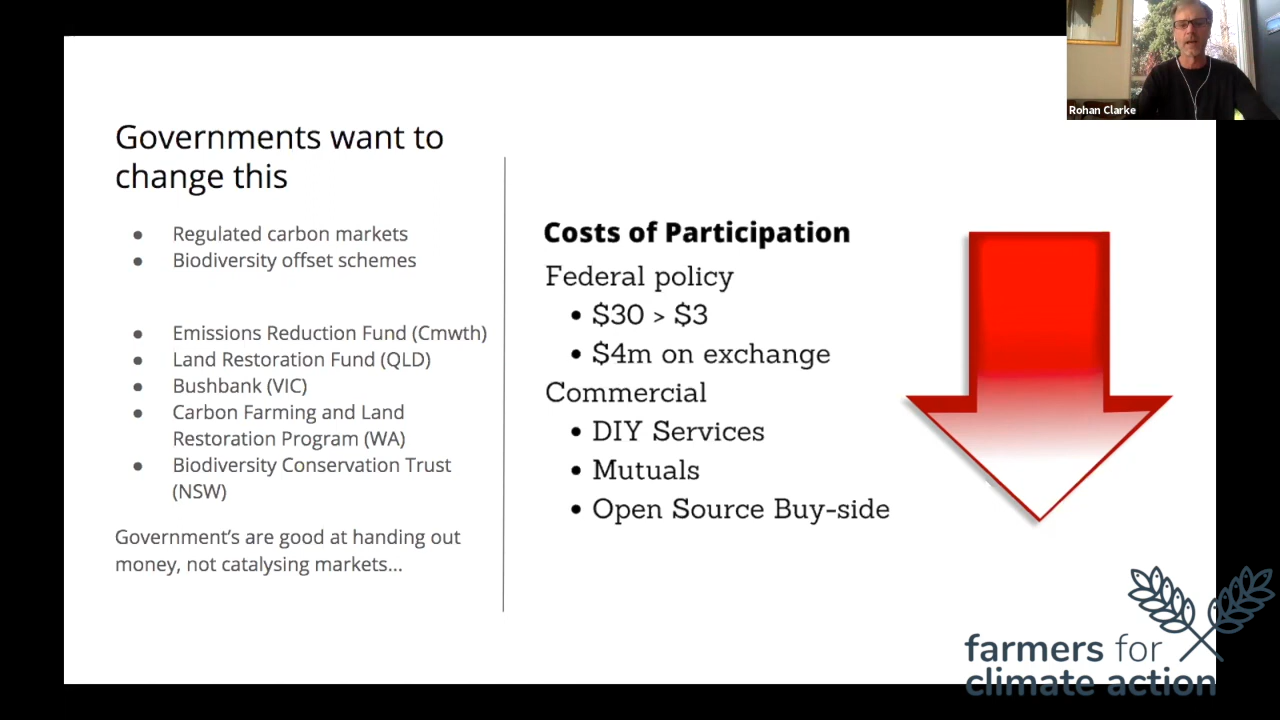 Rohan Clarke
Governments want to
change this
● Regulated carbon markets
● Biodiversity offset schemes
● Emissions Reduction Fund (Cmwth)
● Land Restoration Fund (QLD)
● Bushbank (VIC)
● Carbon Farming and Land
Restoration Program (WA)
● Biodiversity Conservation Trust
(NSW)
Government’s are good at handing out
money, not catalysing markets...
Costs of Participation
Federal policy
• $30 > $3
• $4m on exchange
Commercial
• DIY Services
• Mutuals
• Open Source Buy-side
farmers for
climate action